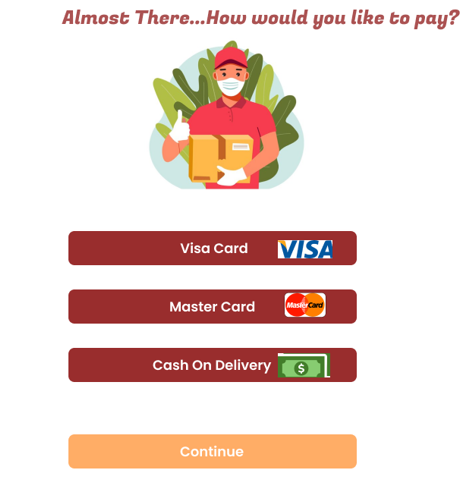 Almost There...How would you like to pay?
Visa Card VISA
Master Card MasterCard
Cash On Delivery $
Continue